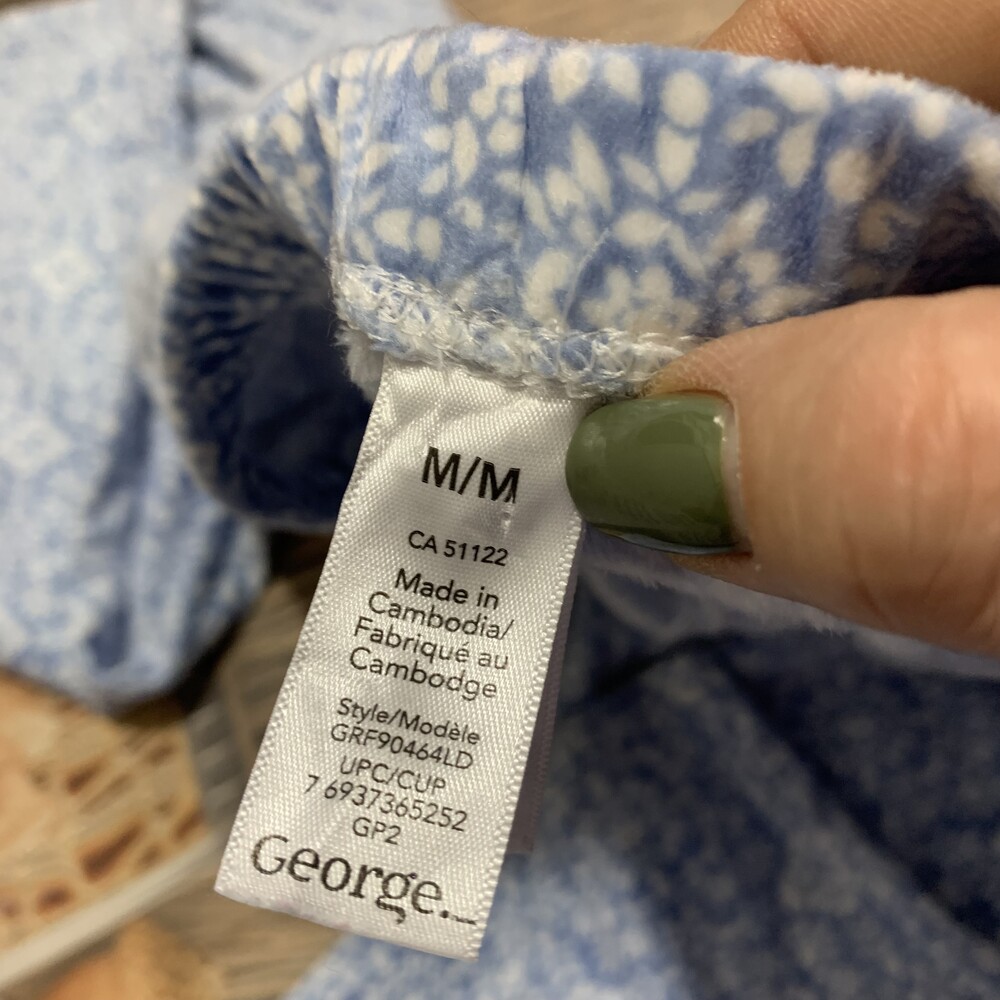 M/M
CA 51122
Made in
Cambodia/
Fabriqué au
Cambodge
Style/Modèle
GRF90464LD
UPC/CUP
7 6937365252
GP2
George.